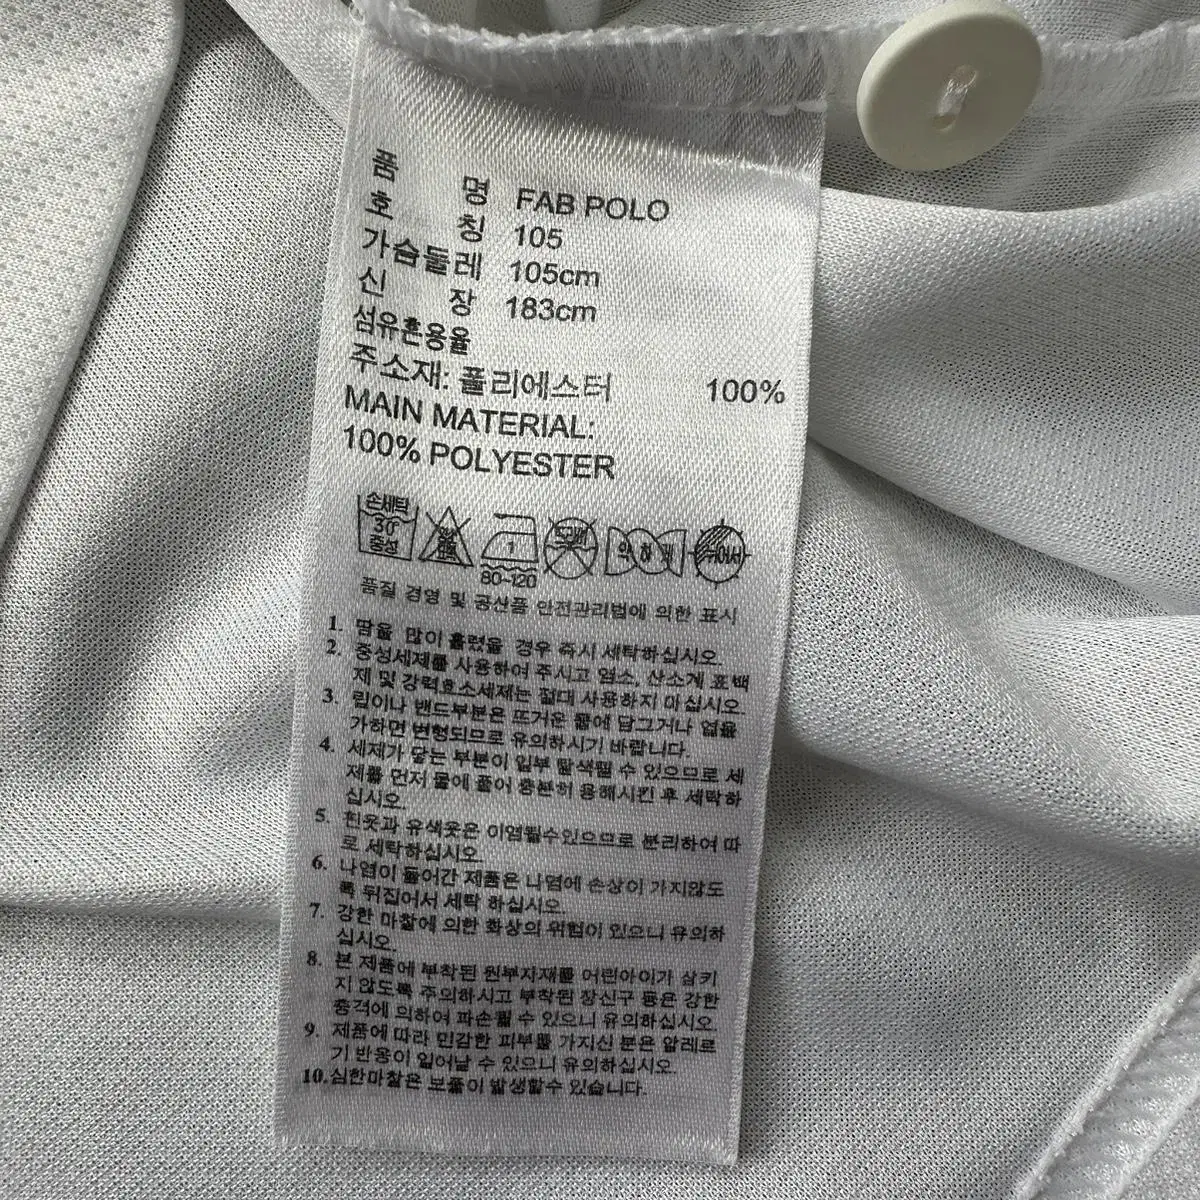 품 명 FAB POLO
호 칭 105
가슴둘레 105cm
신 장 183cm
섬유혼용율
주소재: 폴리에스터 100%
MAIN MATERIAL:
100% POLYESTER
손세탁
30°
중성
1
80~120
약하게
뉘어서
품질 경영 및 공산품 안전관리법에 의한 표시
1. 땀을 많이 흘렸을 경우 즉시 세탁하십시오.
2. 중성세제를 사용하여 주시고 염소, 산소계 표백
제 및 강력효소세제는 절대 사용하지 마십시오
3. 립이나 밴드부분은 뜨거운 물에 담그거나 열을
가하면 변형되므로 유의하시기 바랍니다.
4. 세제가 닿는 부분이 일부 탈색될 수 있으므로 세
제를 먼저 물에 풀어 충분히 용해시킨 후 세탁하
십시오.
5. 흰옷과 유색옷은 이염될수있으므로 분리하여 따
로 세탁하십시오.
6. 나염이 들어간 제품은 나염에 손상이 가지않도
록 뒤집어서 세탁 하십시오.
7. 강한 마찰에 의한 화상의 위험이 있으니 유의하
십시오.
8. 본 제품에 부착된 원부자재를 어린아이가 삼키
지 않도록 주의하시고 부착된 장신구 등은 강한
충격에 의하여 파손될 수 있으니 유의하십시오
9. 제품에 따라 민감한 피부를 가지신 분은 알레르
기 반응이 일어날 수 있으니 유의하십시오.
10.심한마찰은 보풀이 발생할수 있습니다.